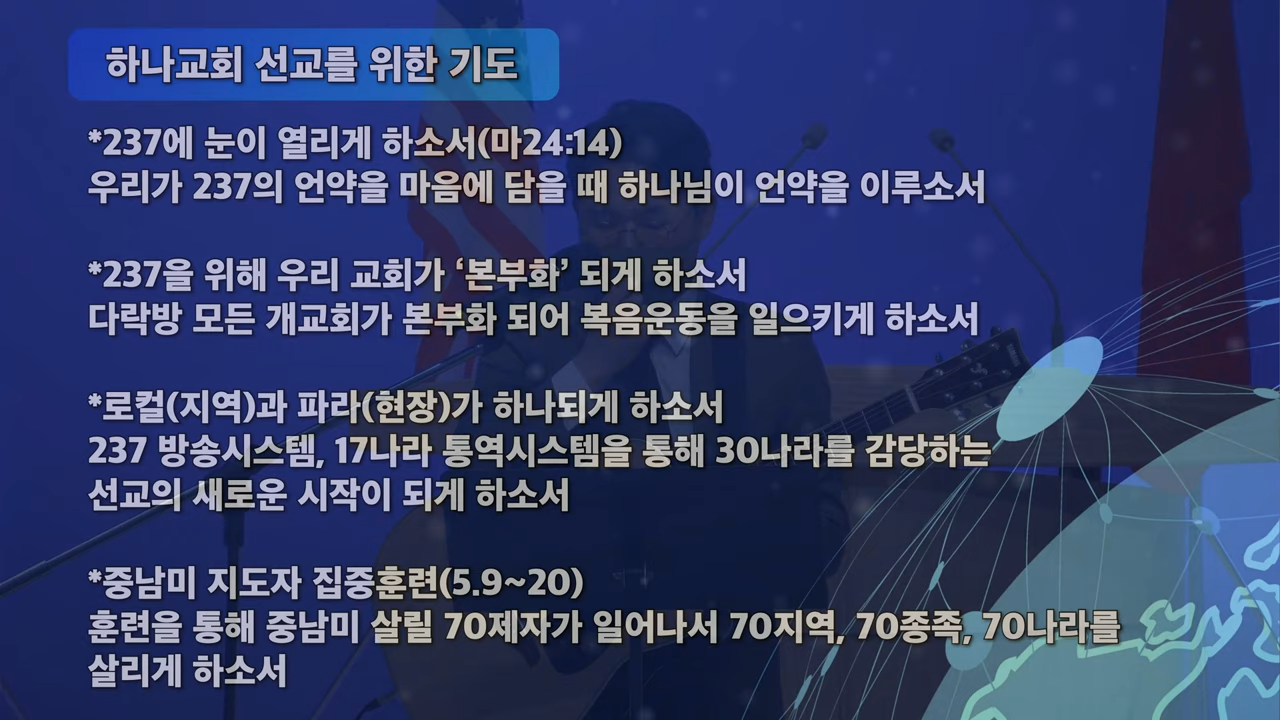 하나교회 선교를 위한 기도
*237에 눈이 열리게 하소서(마24:14)
우리가 237의 언약을 마음에 담을 때 하나님이 언약을 이루소서
*237을 위해 우리 교회가 ‘본부화’ 되게 하소서
다락방 모든 개교회가 본부화 되어 복음운동을 일으키게 하소서
*로컬(지역)과 파라(현장)가 하나되게 하소서
237 방송시스템, 17나라 통역시스템을 통해 30나라를 감당하는
선교의 새로운 시작이 되게 하소서
*중남미 지도자 집중훈련(5.9~20)
훈련을 통해 중남미 살릴 70제자가 일어나서 70지역, 70종족, 70나라를
살리게 하소서